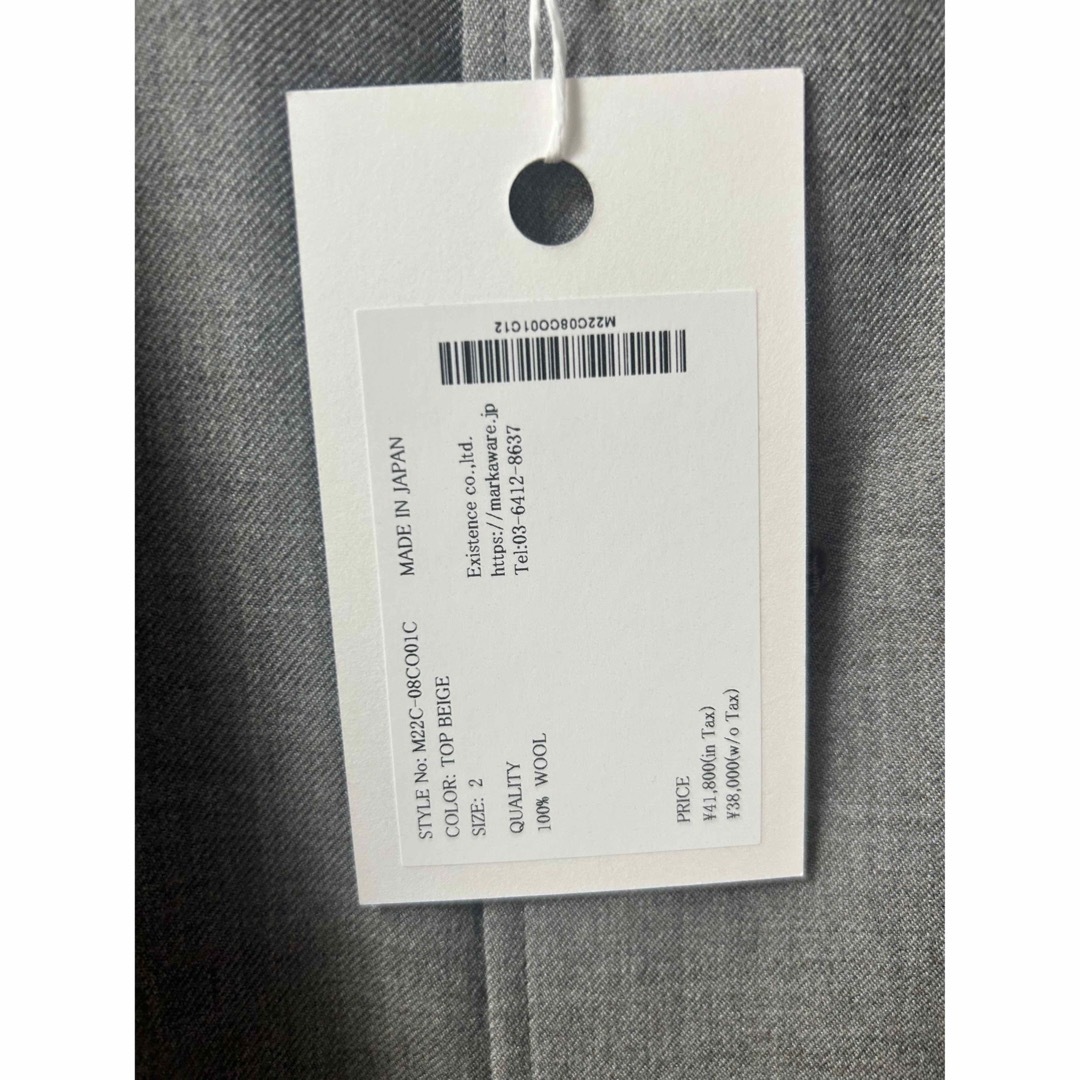 STYLE No: M22C-08CO01C
MADE IN JAPAN
COLOR: TOP BEIGE
SIZE: 2
Existence co.,ltd.
https://markaware.jp
Tel:03-6412-8637
QUALITY
100% WOOL
M22C08CO01C12
PRICE
¥41,800(in Tax)
¥38,000(w/o Tax)